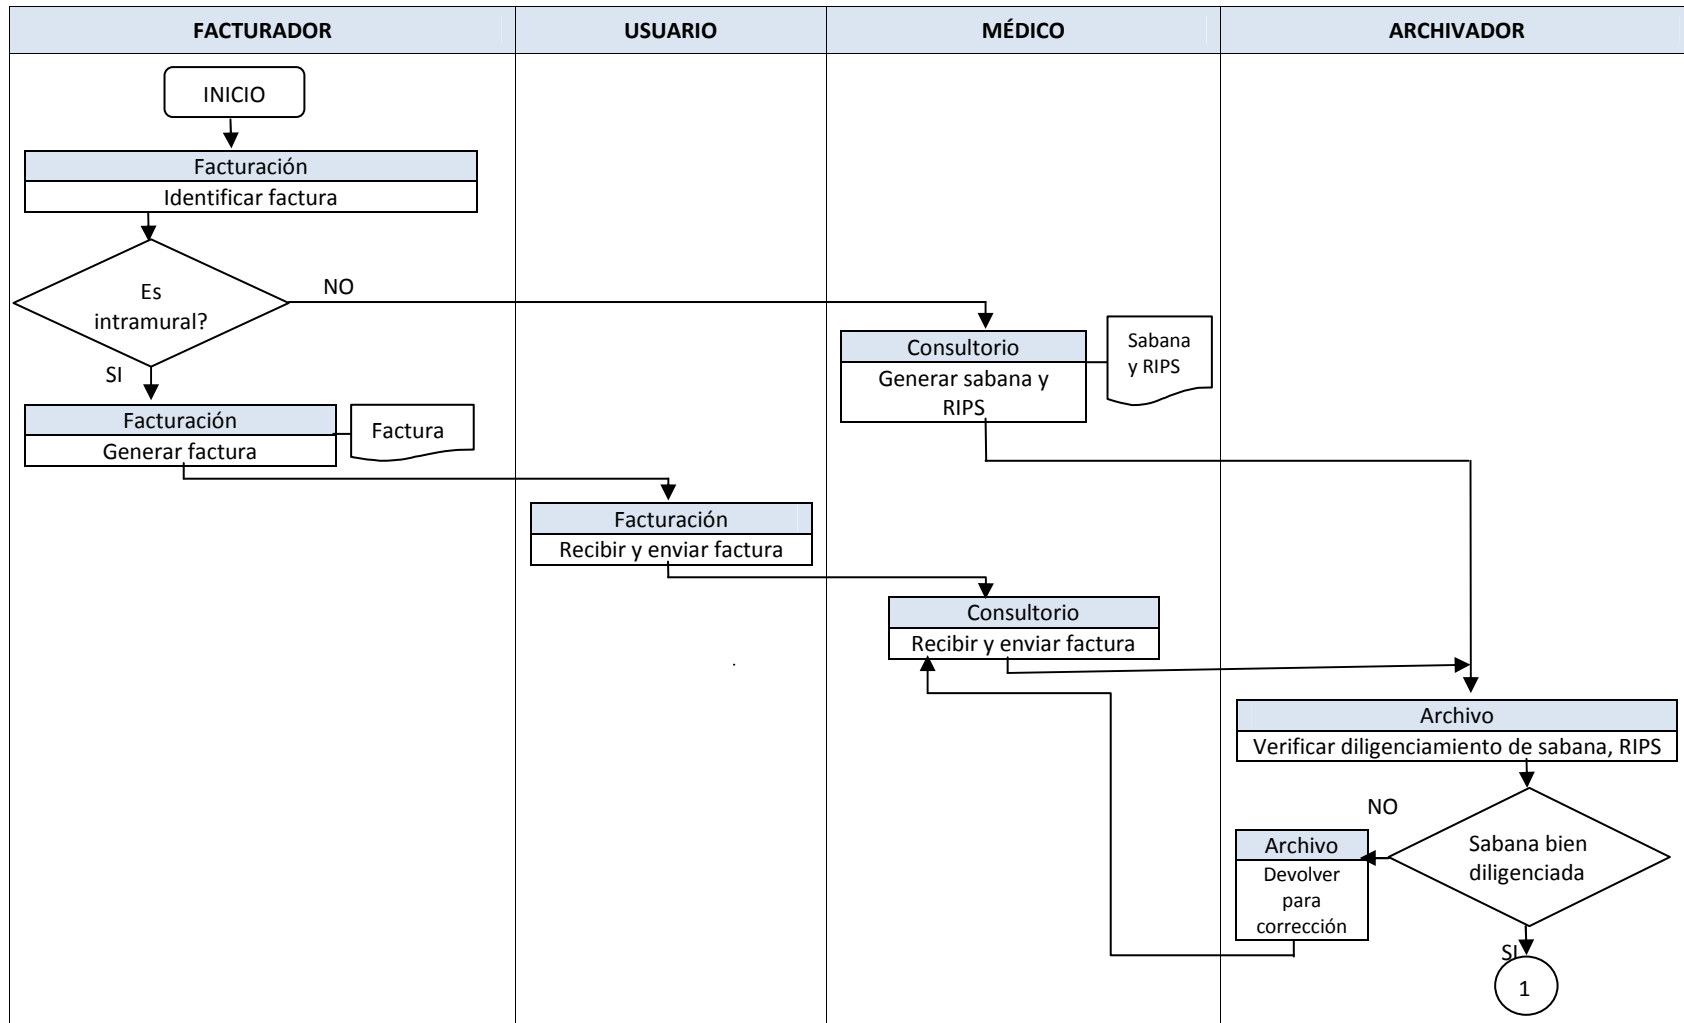 FACTURADOR
USUARIO
MÉDICO
ARCHIVADOR
INICIO
Facturación
Identificar factura
Es
intramural?
NO
SI
Consultorio
Generar sabana y
RIPS
Sabana
y RIPS
Facturación
Generar factura
Factura
Facturación
Recibir y enviar factura
Consultorio
Recibir y enviar factura
Archivo
Verificar diligenciamiento de sabana, RIPS
NO
Sabana bien
diligenciada
Archivo
Devolver
para
corrección
SI
1